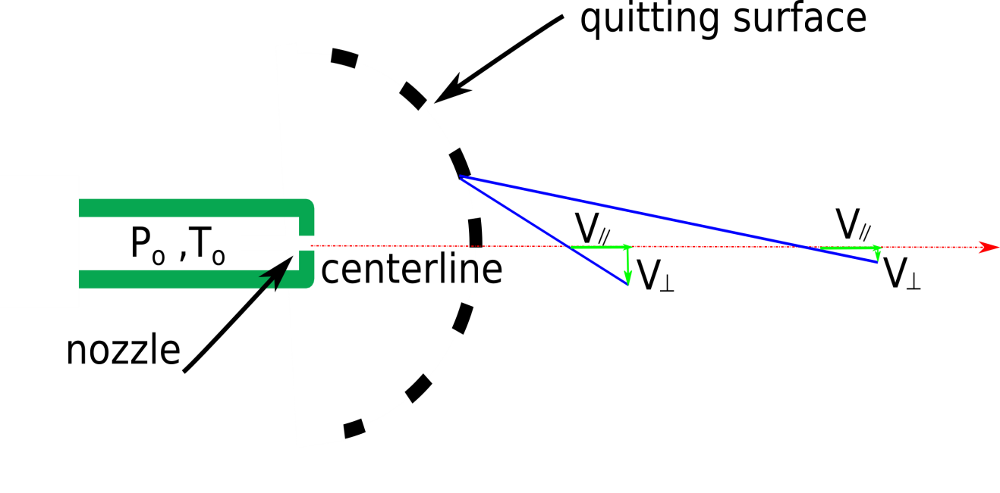 quitting surface
P₀ ,T₀
V∥
V∥
centerline
V⊥
V⊥
nozzle